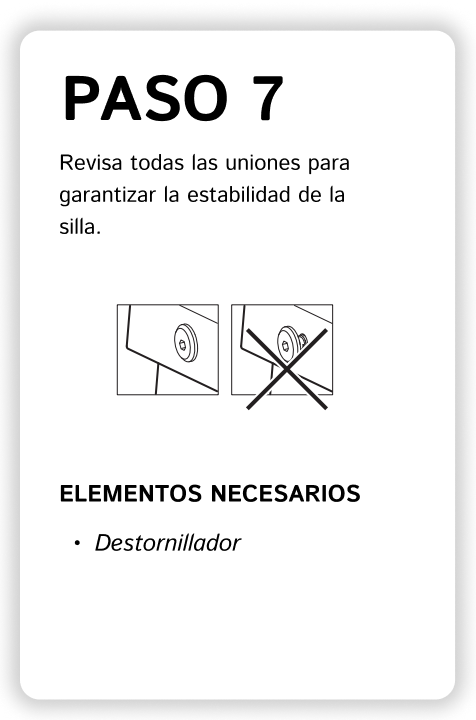 PASO 7
Revisa todas las uniones para
garantizar la estabilidad de la
silla.
ELEMENTOS NECESARIOS
• Destornillador